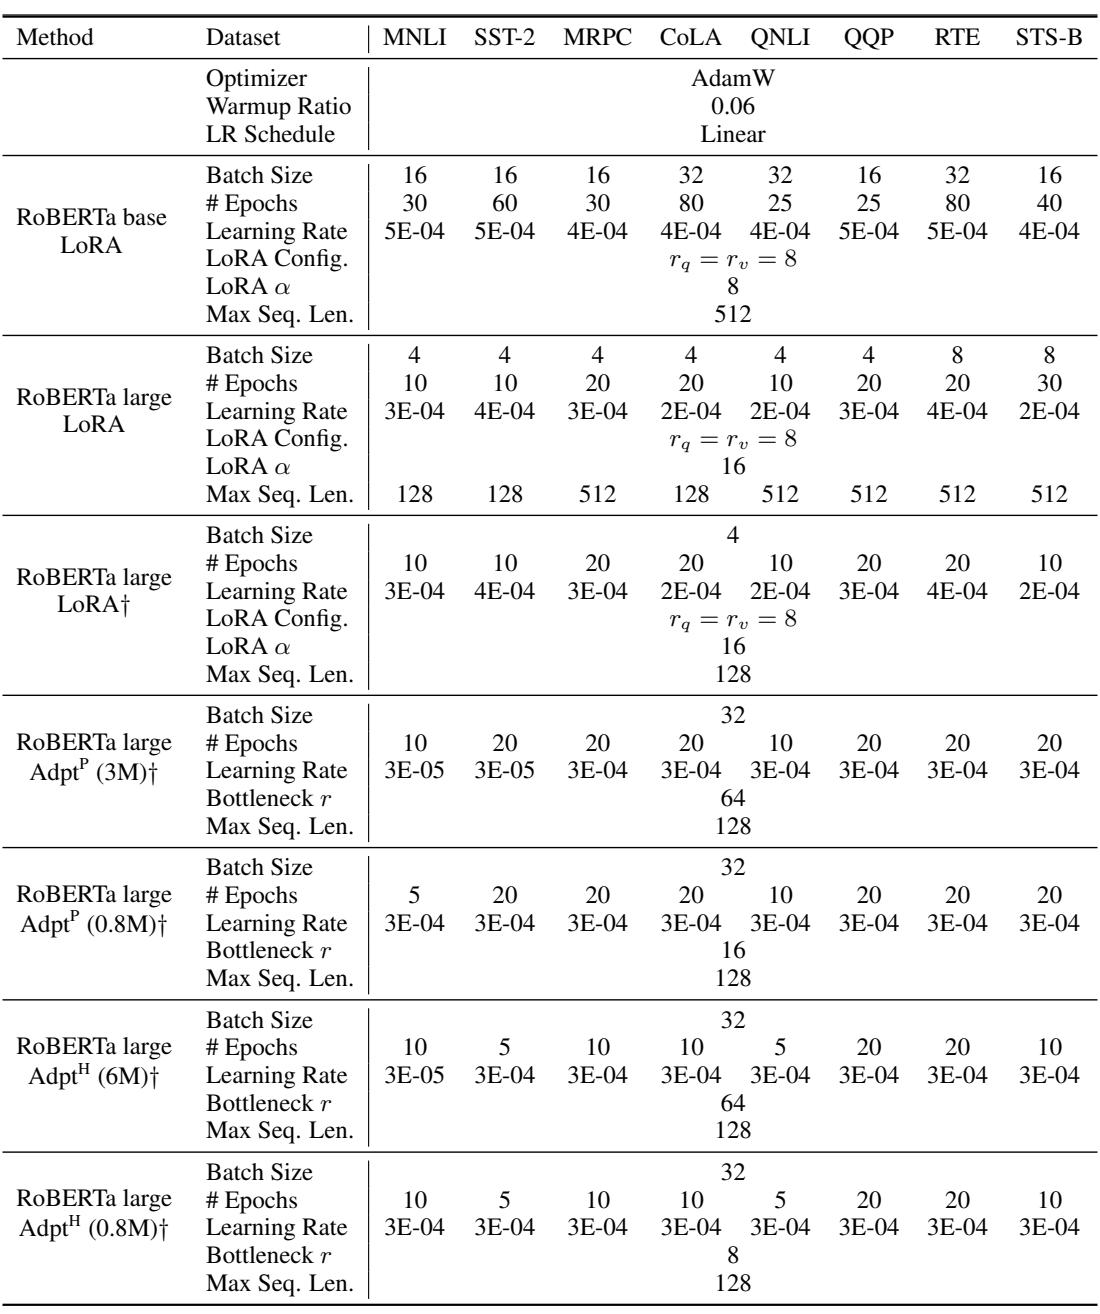 Method Dataset MNLI SST-2 MRPC CoLA QNLI QQP RTE STS-B
Optimizer AdamW
Warmup Ratio 0.06
LR Schedule Linear
RoBERTa base LoRA
Batch Size 16 16 16 32 32 16 32 16
# Epochs 30 60 30 80 25 25 80 40
Learning Rate 5E-04 5E-04 4E-04 4E-04 4E-04 5E-04 5E-04 4E-04
LoRA Config. r_q = r_v = 8
LoRA α 8
Max Seq. Len. 512
RoBERTa large LoRA
Batch Size 4 4 4 4 4 4 8 8
# Epochs 10 10 20 20 10 20 20 30
Learning Rate 3E-04 4E-04 3E-04 2E-04 2E-04 3E-04 4E-04 2E-04
LoRA Config. r_q = r_v = 8
LoRA α 16
Max Seq. Len. 128 128 512 128 512 512 512 512
RoBERTa large LoRA†
Batch Size 4
# Epochs 10 10 20 20 10 20 20 10
Learning Rate 3E-04 4E-04 3E-04 2E-04 2E-04 3E-04 4E-04 2E-04
LoRA Config. r_q = r_v = 8
LoRA α 16
Max Seq. Len. 128
RoBERTa large Adpt^P (3M)†
Batch Size 32
# Epochs 10 20 20 20 10 20 20 20
Learning Rate 3E-05 3E-05 3E-04 3E-04 3E-04 3E-04 3E-04 3E-04
Bottleneck r 64
Max Seq. Len. 128
RoBERTa large Adpt^P (0.8M)†
Batch Size 32
# Epochs 5 20 20 20 10 20 20 20
Learning Rate 3E-04 3E-04 3E-04 3E-04 3E-04 3E-04 3E-04 3E-04
Bottleneck r 16
Max Seq. Len. 128
RoBERTa large Adpt^H (6M)†
Batch Size 32
# Epochs 10 5 10 10 5 20 20 10
Learning Rate 3E-05 3E-04 3E-04 3E-04 3E-04 3E-04 3E-04 3E-04
Bottleneck r 64
Max Seq. Len. 128
RoBERTa large Adpt^H (0.8M)†
Batch Size 32
# Epochs 10 5 10 10 5 20 20 10
Learning Rate 3E-04 3E-04 3E-04 3E-04 3E-04 3E-04 3E-04 3E-04
Bottleneck r 8
Max Seq. Len. 128